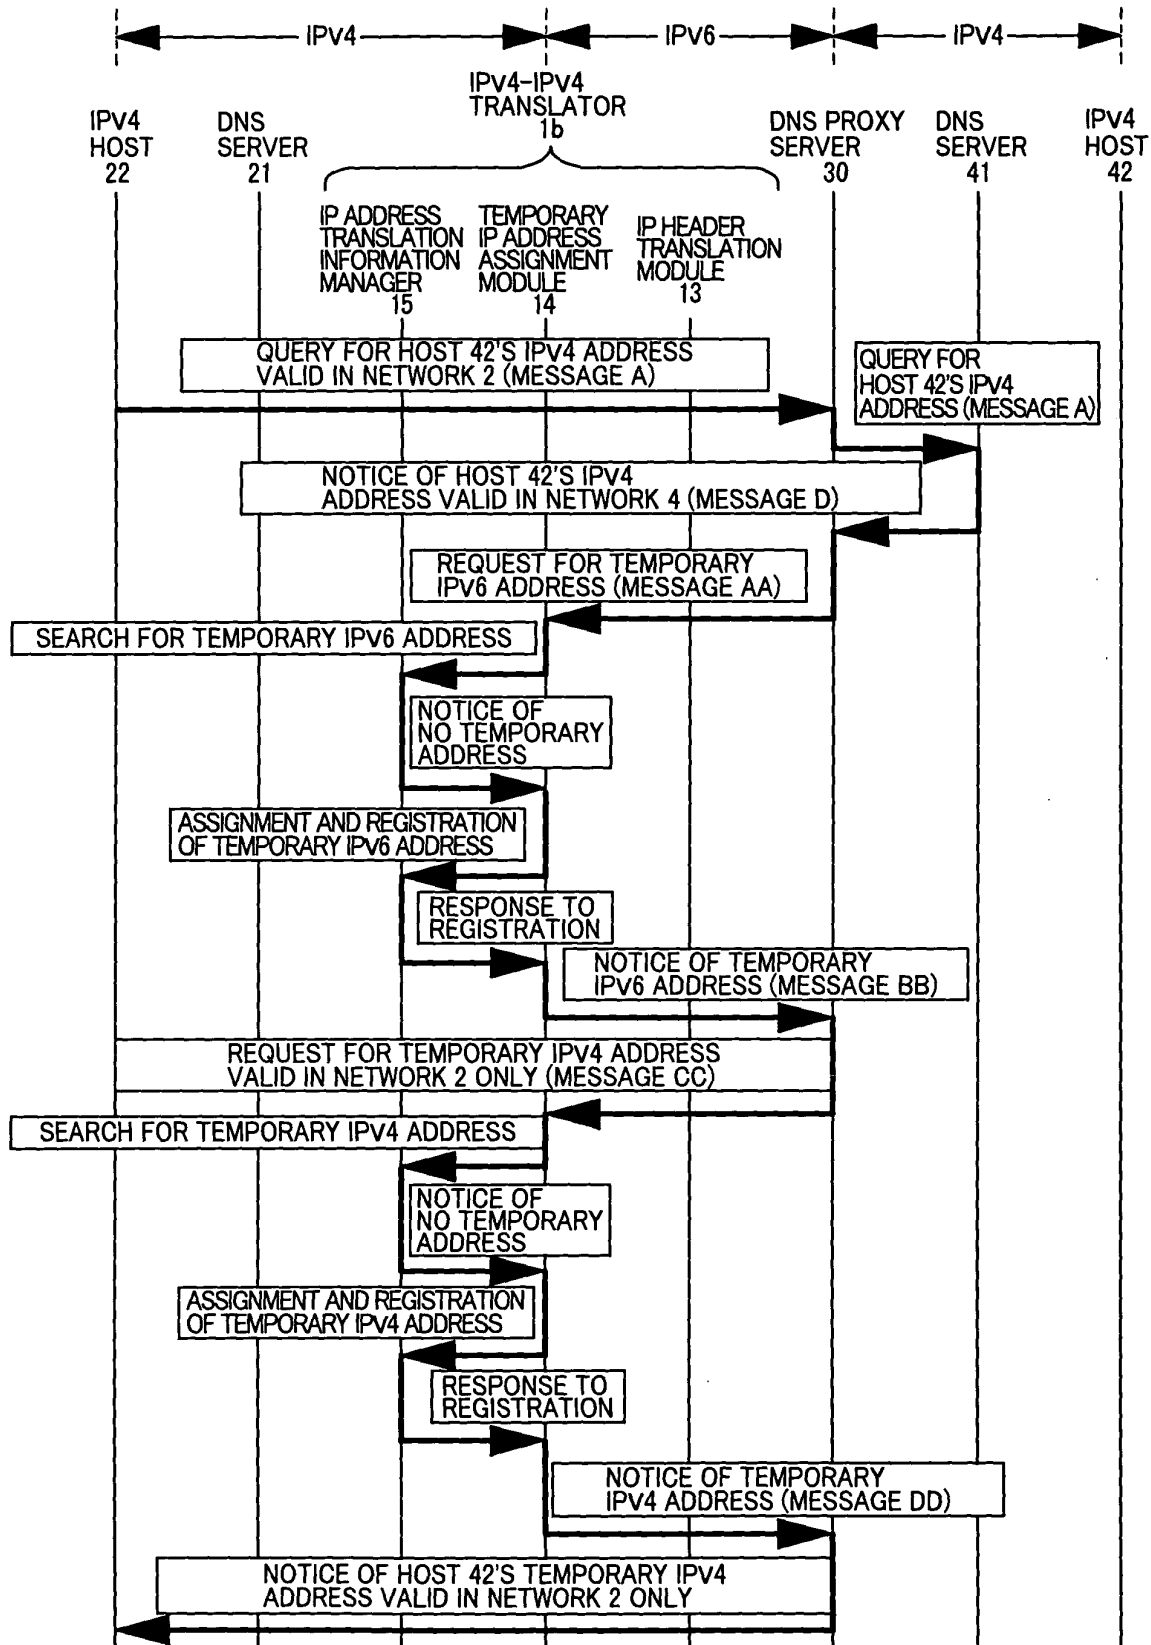 IPV4
IPV6
IPV4
IPV4-IPV4
TRANSLATOR
1b
IPV4
HOST
22
DNS
SERVER
21
DNS PROXY
SERVER
30
DNS
SERVER
41
IPV4
HOST
42
IP ADDRESS
TRANSLATION
INFORMATION
MANAGER
15
TEMPORARY
IP ADDRESS
ASSIGNMENT
MODULE
14
IP HEADER
TRANSLATION
MODULE
13
QUERY FOR HOST 42'S IPV4 ADDRESS
VALID IN NETWORK 2 (MESSAGE A)
QUERY FOR
HOST 42'S IPV4
ADDRESS (MESSAGE A)
NOTICE OF HOST 42'S IPV4
ADDRESS VALID IN NETWORK 4 (MESSAGE D)
REQUEST FOR TEMPORARY
IPV6 ADDRESS (MESSAGE AA)
SEARCH FOR TEMPORARY IPV6 ADDRESS
NOTICE OF
NO TEMPORARY
ADDRESS
ASSIGNMENT AND REGISTRATION
OF TEMPORARY IPV6 ADDRESS
RESPONSE TO
REGISTRATION
NOTICE OF TEMPORARY
IPV6 ADDRESS (MESSAGE BB)
REQUEST FOR TEMPORARY IPV4 ADDRESS
VALID IN NETWORK 2 ONLY (MESSAGE CC)
SEARCH FOR TEMPORARY IPV4 ADDRESS
NOTICE OF
NO TEMPORARY
ADDRESS
ASSIGNMENT AND REGISTRATION
OF TEMPORARY IPV4 ADDRESS
RESPONSE TO
REGISTRATION
NOTICE OF TEMPORARY
IPV4 ADDRESS (MESSAGE DD)
NOTICE OF HOST 42'S TEMPORARY IPV4
ADDRESS VALID IN NETWORK 2 ONLY